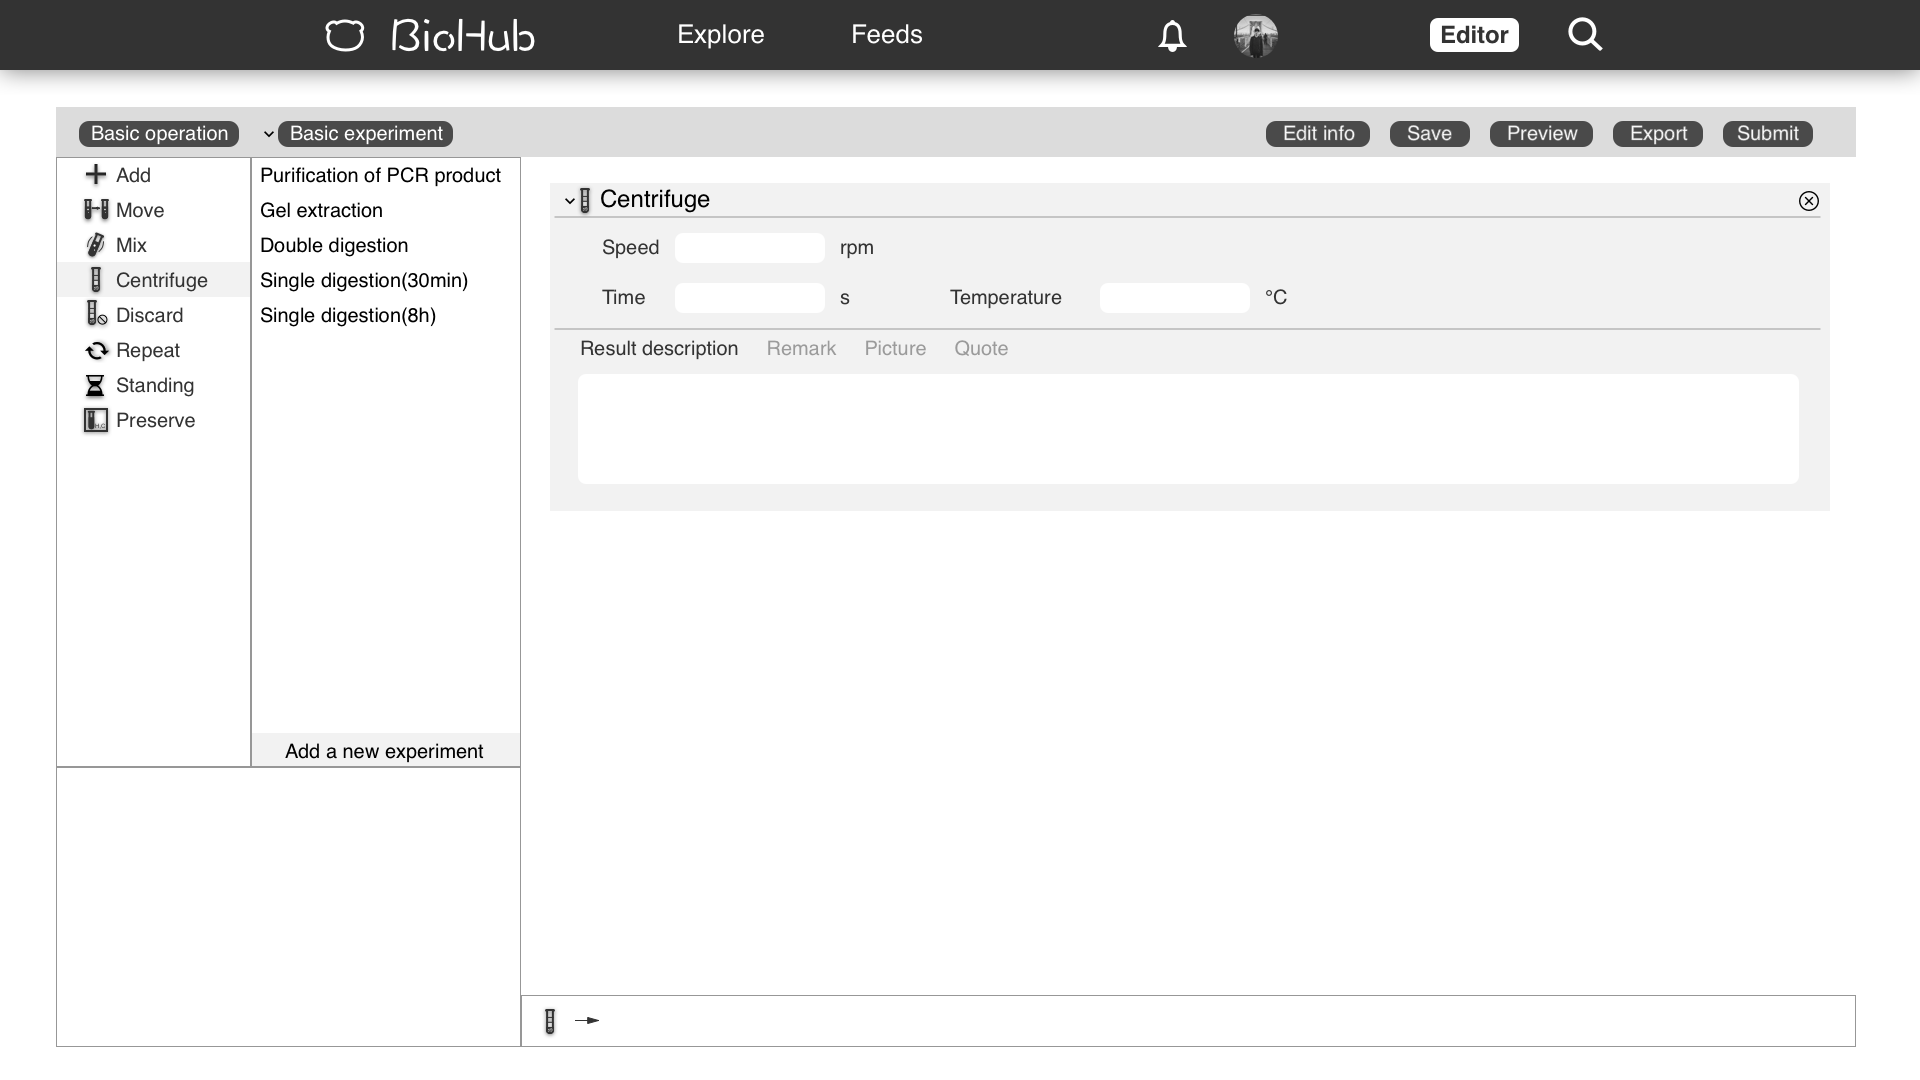 BioHub Explore Feeds Editor
Basic operation Basic experiment Edit info Save Preview Export Submit
Add
Move
Mix
Centrifuge
Discard
Repeat
Standing
Preserve
Purification of PCR product
Gel extraction
Double digestion
Single digestion(30min)
Single digestion(8h)
Add a new experiment
Centrifuge
Speed rpm
Time s Temperature °C
Result description Remark Picture Quote